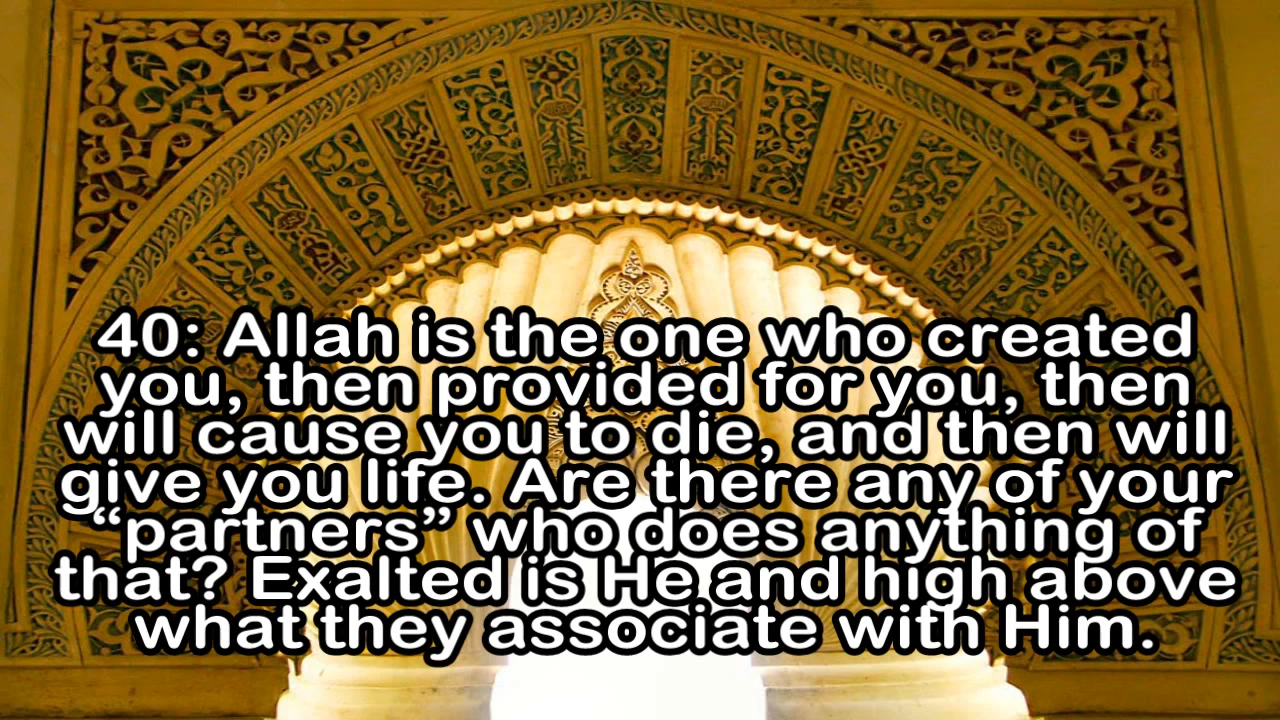 40: Allah is the one who created
you, then provided for you, then
will cause you to die, and then will
give you life. Are there any of your
“partners” who does anything of
that? Exalted is He and high above
what they associate with Him.